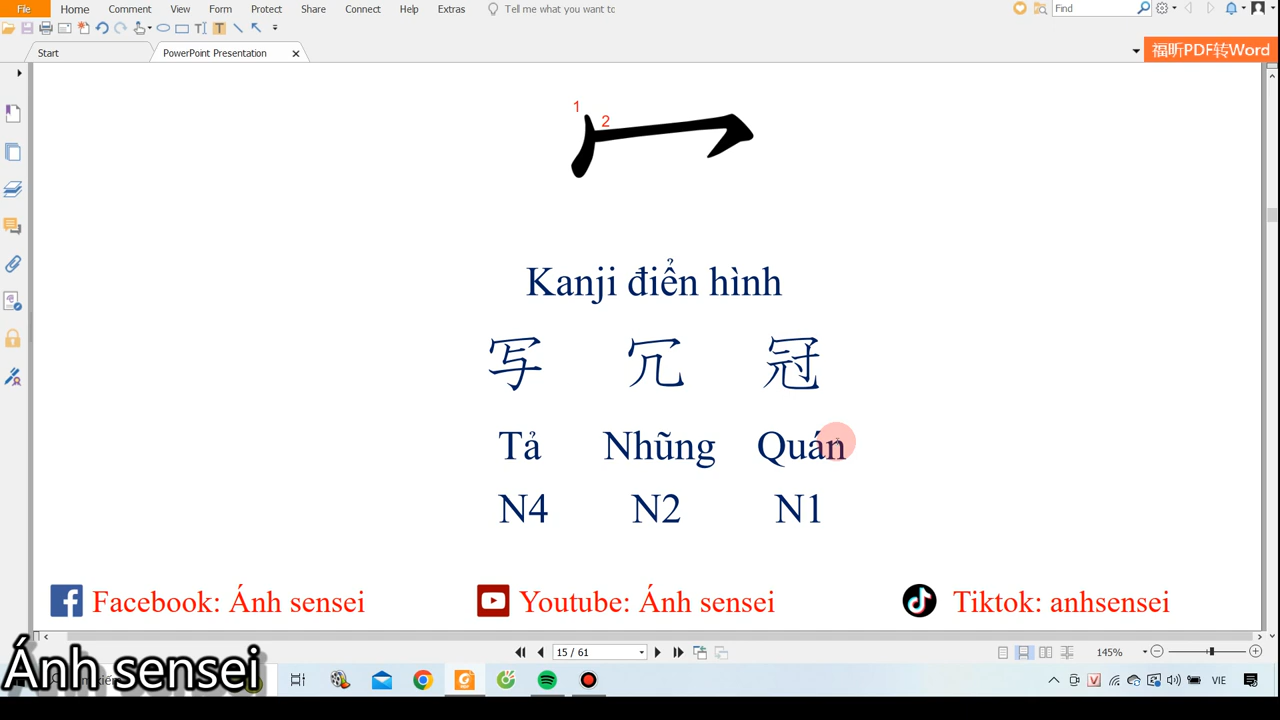 File Home Comment View Form Protect Share Connect Help Extras Tell me what you want to Find
Start PowerPoint Presentation 福昕PDF转Word
1
2
Kanji điển hình
写 冗 冠
Tả Nhũng Quán
N4 N2 N1
Facebook: Ánh sensei Youtube: Ánh sensei Tiktok: anhsensei
15 / 61 145%
Ánh sensei
VIE